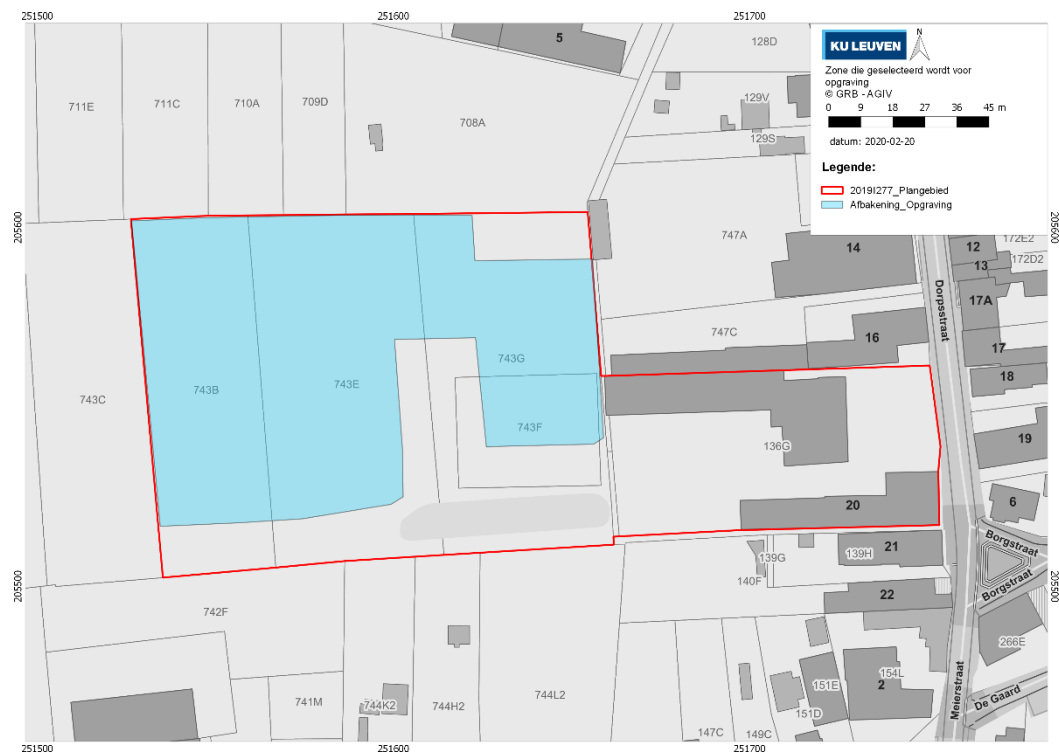 251500
251600
251700
5
128D
KU LEUVEN
N
Zone die geselecteerd wordt voor
opgraving
© GRB - AGIV
0 9 18 27 36 45 m
datum: 2020-02-20
Legende:
2019I277_Plangebied
Afbakening_Opgraving
711E
711C
710A
709D
708A
129V
129S
205600
205600
747A
14
12
13
172E2
172D2
17A
Dorpsstraat
747C
16
17
18
743C
743B
743E
743G
743F
136G
19
20
6
Borgstraat
Borgstraat
21
139G
139H
140F
22
205500
205500
742F
266E
741M
744K2
744H2
744L2
147C
149C
151D
151E
154L
2
Meierstraat
De Gaard
251500
251600
251700